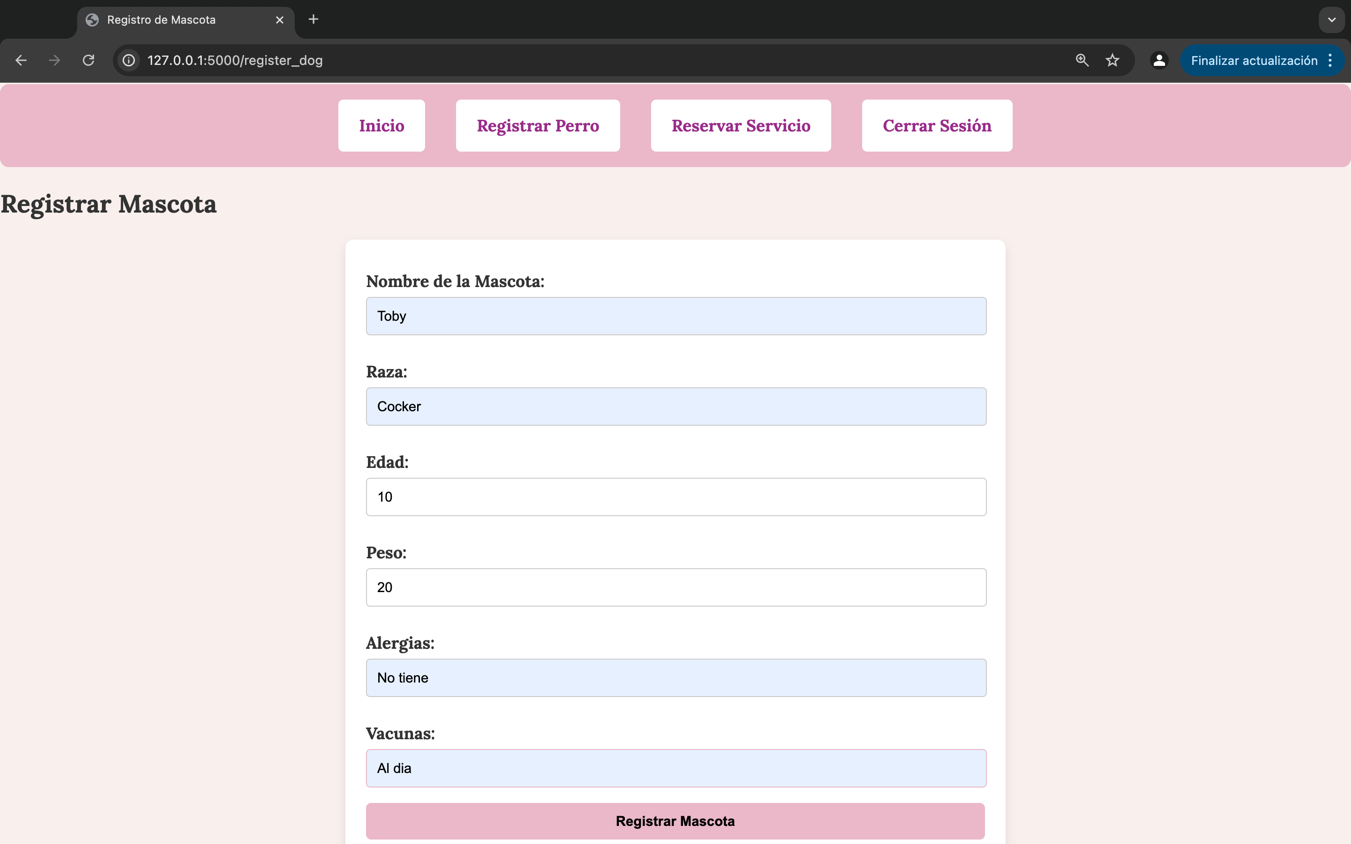 Registro de Mascota
127.0.0.1:5000/register_dog
Finalizar actualización
Inicio
Registrar Perro
Reservar Servicio
Cerrar Sesión
Registrar Mascota
Nombre de la Mascota:
Toby
Raza:
Cocker
Edad:
10
Peso:
20
Alergias:
No tiene
Vacunas:
Al dia
Registrar Mascota